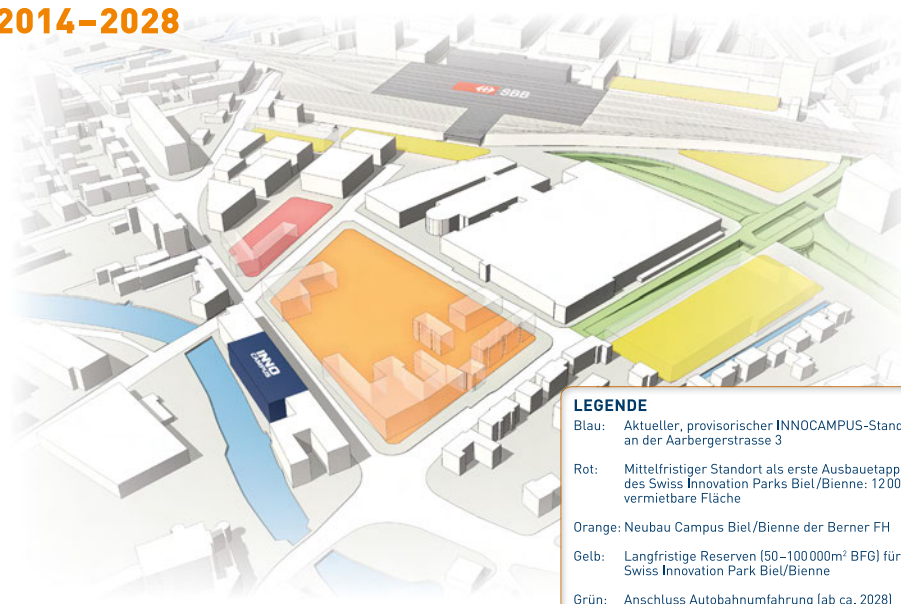 2014–2028
SBB
INNO
CAMPUS
LEGENDE
Blau: Aktueller, provisorischer INNOCAMPUS-Stand
an der Aarbergerstrasse 3
Rot: Mittelfristiger Standort als erste Ausbauetapp
des Swiss Innovation Parks Biel/Bienne: 1200
vermietbare Fläche
Orange: Neubau Campus Biel/Bienne der Berner FH
Gelb: Langfristige Reserven (50–100000m² BFG) für
Swiss Innovation Park Biel/Bienne
Grün: Anschluss Autobahnumfahrung (ab ca. 2028)